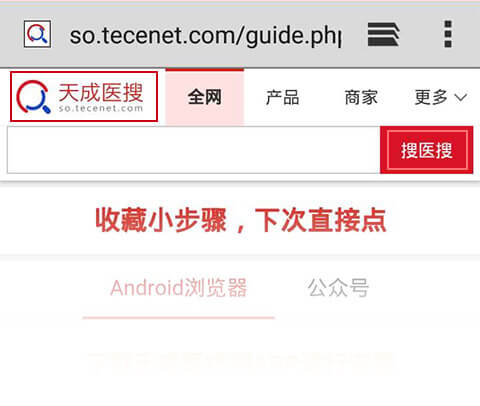 so.tecenet.com/guide.php
天成医搜
so.tecenet.com
全网 产品 商家 更多
搜医搜
收藏小步骤，下次直接点
Android浏览器 公众号